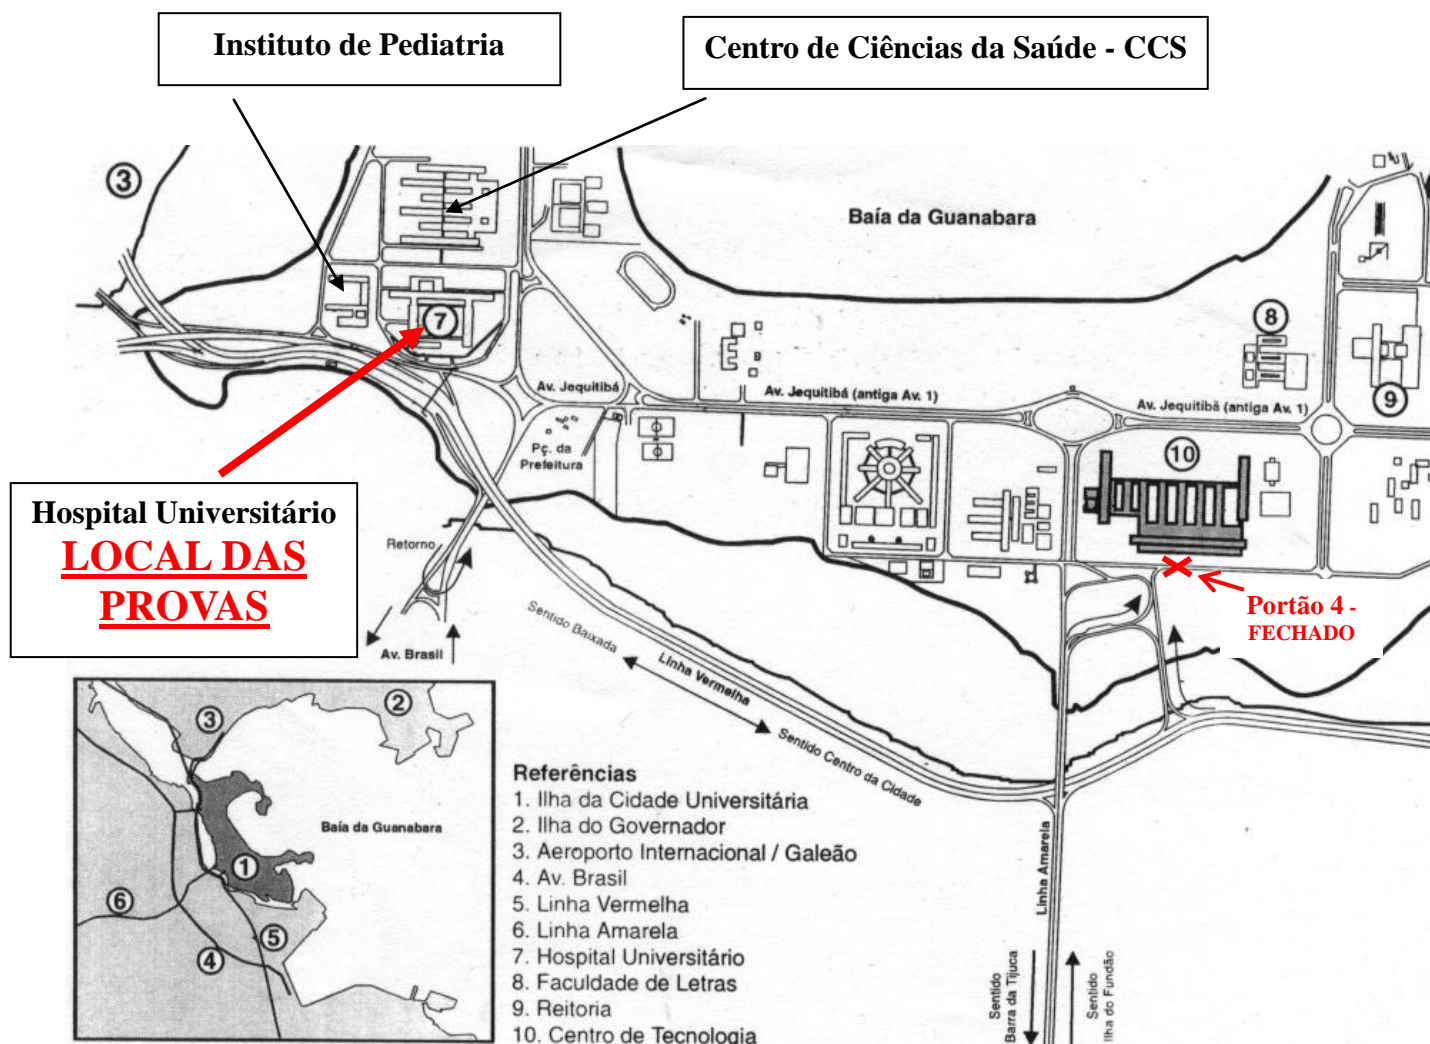 Instituto de Pediatria
Centro de Ciências da Saúde - CCS
3
Baía da Guanabara
7
8
9
Av. Jequitibá
Av. Jequitibá (antiga Av. 1)
Av. Jequitibá (antiga Av. 1)
Pç. da
Prefeitura
10
Hospital Universitário
LOCAL DAS
PROVAS
Retorno
Av. Brasil
Portão 4 -
FECHADO
Sentido Baixada
Linha Vermelha
Sentido Centro da Cidade
Linha Amarela
Sentido
Barra da Tijuca
Sentido
Ilha do Fundão
2
3
Baía da Guanabara
1
6
5
4
Referências
1. Ilha da Cidade Universitária
2. Ilha do Governador
3. Aeroporto Internacional / Galeão
4. Av. Brasil
5. Linha Vermelha
6. Linha Amarela
7. Hospital Universitário
8. Faculdade de Letras
9. Reitoria
10. Centro de Tecnologia